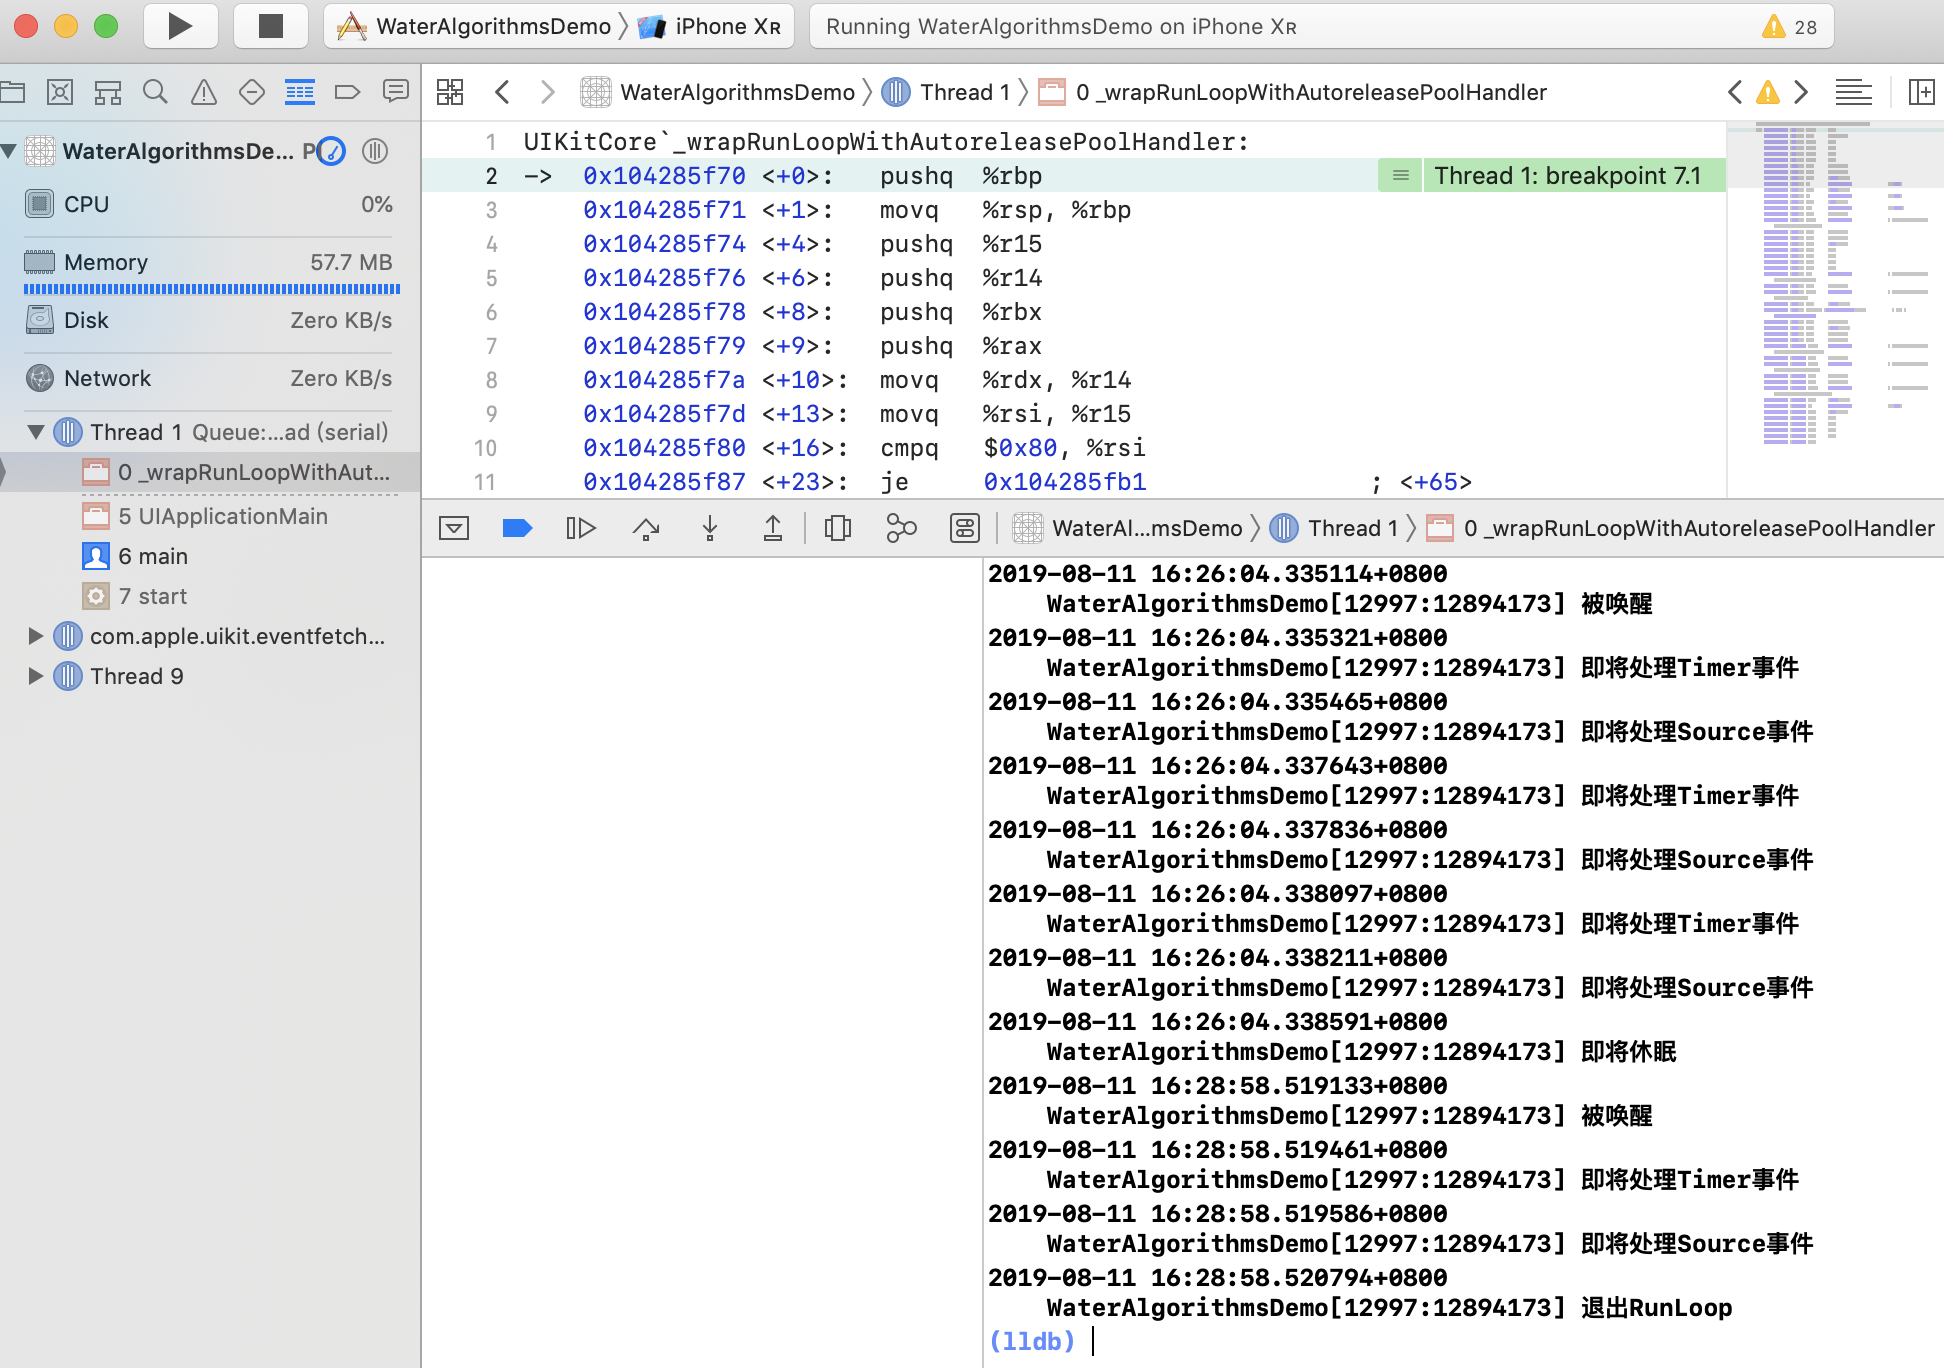 WaterAlgorithmsDemo 〉 iPhone Xʀ
Running WaterAlgorithmsDemo on iPhone Xʀ
28
WaterAlgorithmsDemo 〉 Thread 1 〉 0 _wrapRunLoopWithAutoreleasePoolHandler
WaterAlgorithmsDe... P
CPU 0%
Memory 57.7 MB
Disk Zero KB/s
Network Zero KB/s
Thread 1 Queue:...ad (serial)
0 _wrapRunLoopWithAut...
5 UIApplicationMain
6 main
7 start
com.apple.uikit.eventfetch...
Thread 9
1 UIKitCore`_wrapRunLoopWithAutoreleasePoolHandler:
2 -> 0x104285f70 <+0>: pushq %rbp Thread 1: breakpoint 7.1
3 0x104285f71 <+1>: movq %rsp, %rbp
4 0x104285f74 <+4>: pushq %r15
5 0x104285f76 <+6>: pushq %r14
6 0x104285f78 <+8>: pushq %rbx
7 0x104285f79 <+9>: pushq %rax
8 0x104285f7a <+10>: movq %rdx, %r14
9 0x104285f7d <+13>: movq %rsi, %r15
10 0x104285f80 <+16>: cmpq $0x80, %rsi
11 0x104285f87 <+23>: je 0x104285fb1 ; <+65>
WaterAl...msDemo 〉 Thread 1 〉 0 _wrapRunLoopWithAutoreleasePoolHandler
2019-08-11 16:26:04.335114+0800
WaterAlgorithmsDemo[12997:12894173] 被唤醒
2019-08-11 16:26:04.335321+0800
WaterAlgorithmsDemo[12997:12894173] 即将处理Timer事件
2019-08-11 16:26:04.335465+0800
WaterAlgorithmsDemo[12997:12894173] 即将处理Source事件
2019-08-11 16:26:04.337643+0800
WaterAlgorithmsDemo[12997:12894173] 即将处理Timer事件
2019-08-11 16:26:04.337836+0800
WaterAlgorithmsDemo[12997:12894173] 即将处理Source事件
2019-08-11 16:26:04.338097+0800
WaterAlgorithmsDemo[12997:12894173] 即将处理Timer事件
2019-08-11 16:26:04.338211+0800
WaterAlgorithmsDemo[12997:12894173] 即将处理Source事件
2019-08-11 16:26:04.338591+0800
WaterAlgorithmsDemo[12997:12894173] 即将休眠
2019-08-11 16:28:58.519133+0800
WaterAlgorithmsDemo[12997:12894173] 被唤醒
2019-08-11 16:28:58.519461+0800
WaterAlgorithmsDemo[12997:12894173] 即将处理Timer事件
2019-08-11 16:28:58.519586+0800
WaterAlgorithmsDemo[12997:12894173] 即将处理Source事件
2019-08-11 16:28:58.520794+0800
WaterAlgorithmsDemo[12997:12894173] 退出RunLoop
(lldb)